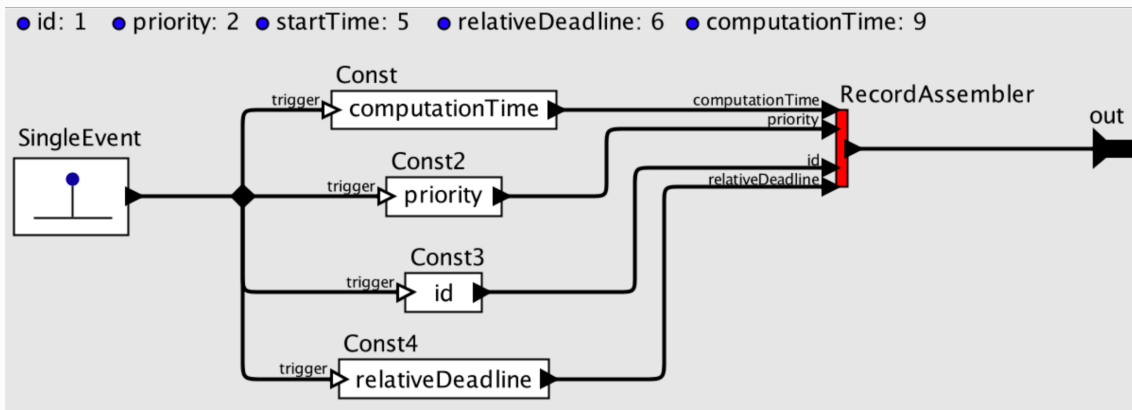 id: 1 priority: 2 startTime: 5 relativeDeadline: 6 computationTime: 9
Const
trigger
computationTime
computationTime
RecordAssembler
priority
out
SingleEvent
Const2
trigger
priority
id
relativeDeadline
Const3
trigger
id
Const4
trigger
relativeDeadline